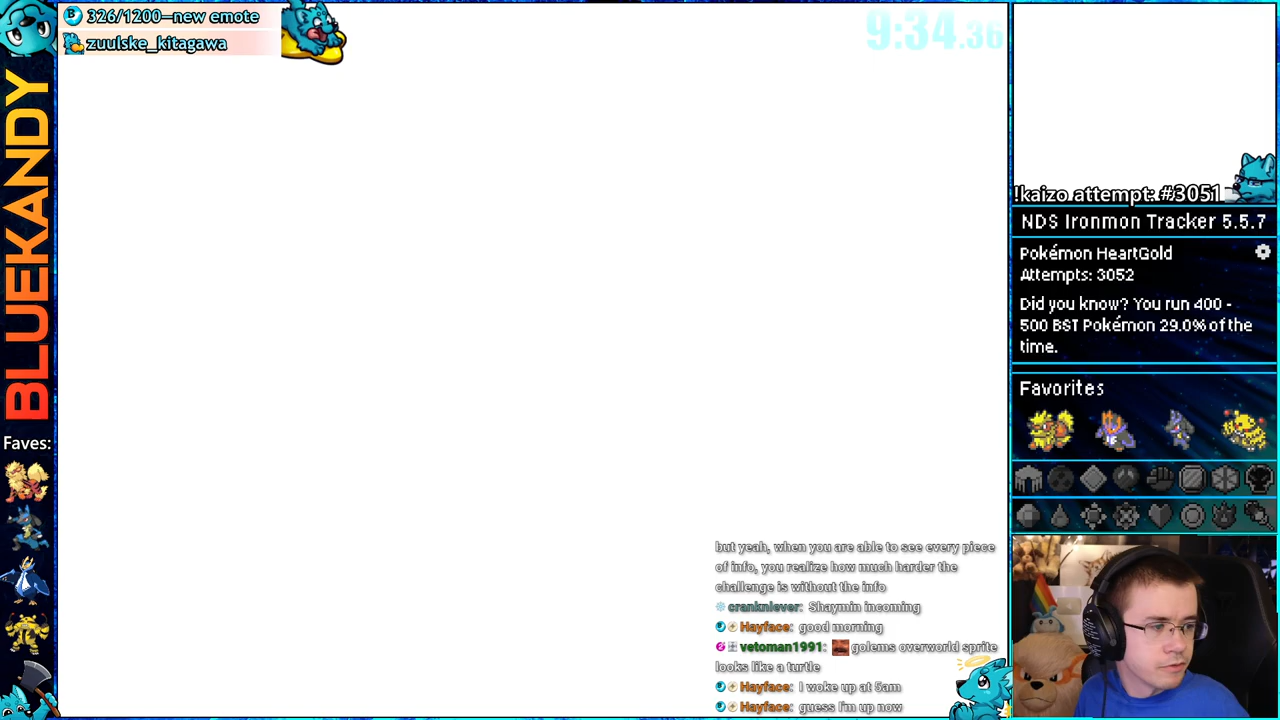 326/1200–new emote
zuulske_kitagawa
9:34.36
BLUEKANDY
Faves:
!kaizo attempt: #3051
NDS Ironmon Tracker 5.5.7
Pokémon HeartGold
Attempts: 3052
Did you know? You run 400 -
500 BST Pokémon 29.0% of the
time.
Favorites
but yeah, when you are able to see every piece
of info, you realize how much harder the
challenge is without the info
cranknlever: Shaymin incoming
Hayface: good morning
vetoman1991: golems overworld sprite
looks like a turtle
Hayface: I woke up at 5am
Hayface: guess I'm up now